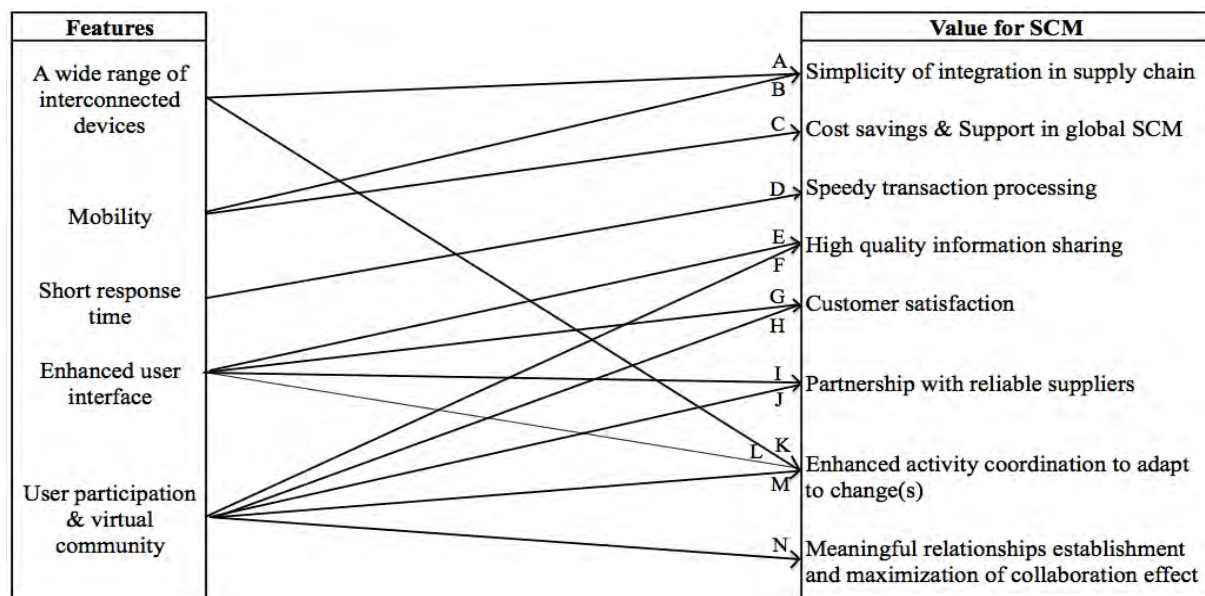 Features
A wide range of
interconnected
devices
Mobility
Short response
time
Enhanced user
interface
User participation
& virtual
community
A
B
C
D
E
F
G
H
I
J
K
L
M
N
Value for SCM
Simplicity of integration in supply chain
Cost savings & Support in global SCM
Speedy transaction processing
High quality information sharing
Customer satisfaction
Partnership with reliable suppliers
Enhanced activity coordination to adapt
to change(s)
Meaningful relationships establishment
and maximization of collaboration effect